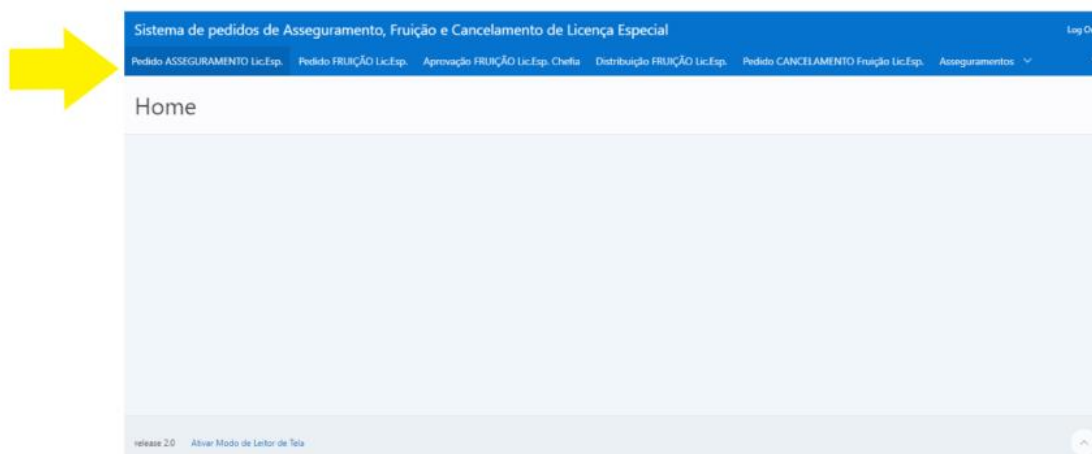 Sistema de pedidos de Asseguramento, Fruição e Cancelamento de Licença Especial
Log
Pedido ASSEGURAMENTO Lic.Esp. Pedido FRUIÇÃO Lic.Esp. Aprovação FRUIÇÃO Lic.Esp. Chefia Distribuição FRUIÇÃO Lic.Esp. Pedido CANCELAMENTO Fruição Lic.Esp. Asseguramentos
Home
release 2.0 Ativar Modo de Leitor de Tela